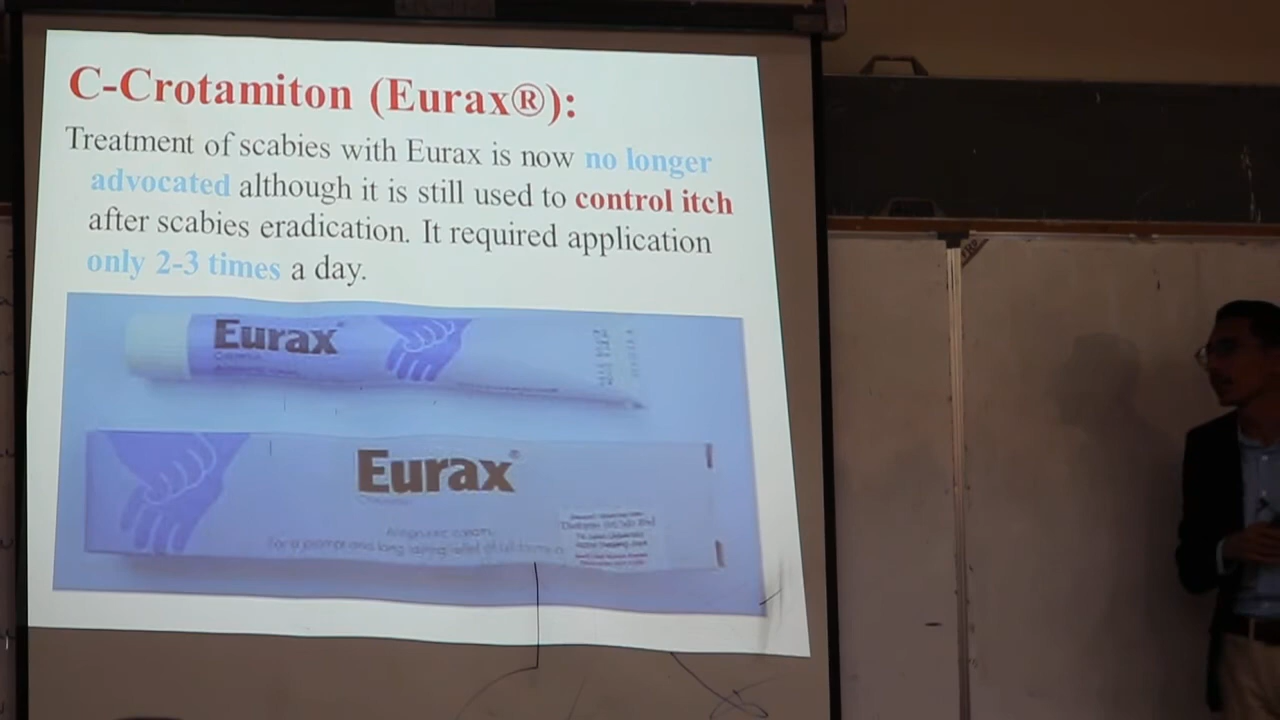 C-Crotamiton (Eurax®):
Treatment of scabies with Eurax is now no longer
advocated although it is still used to control itch
after scabies eradication. It required application
only 2-3 times a day.
Eurax
Eurax®